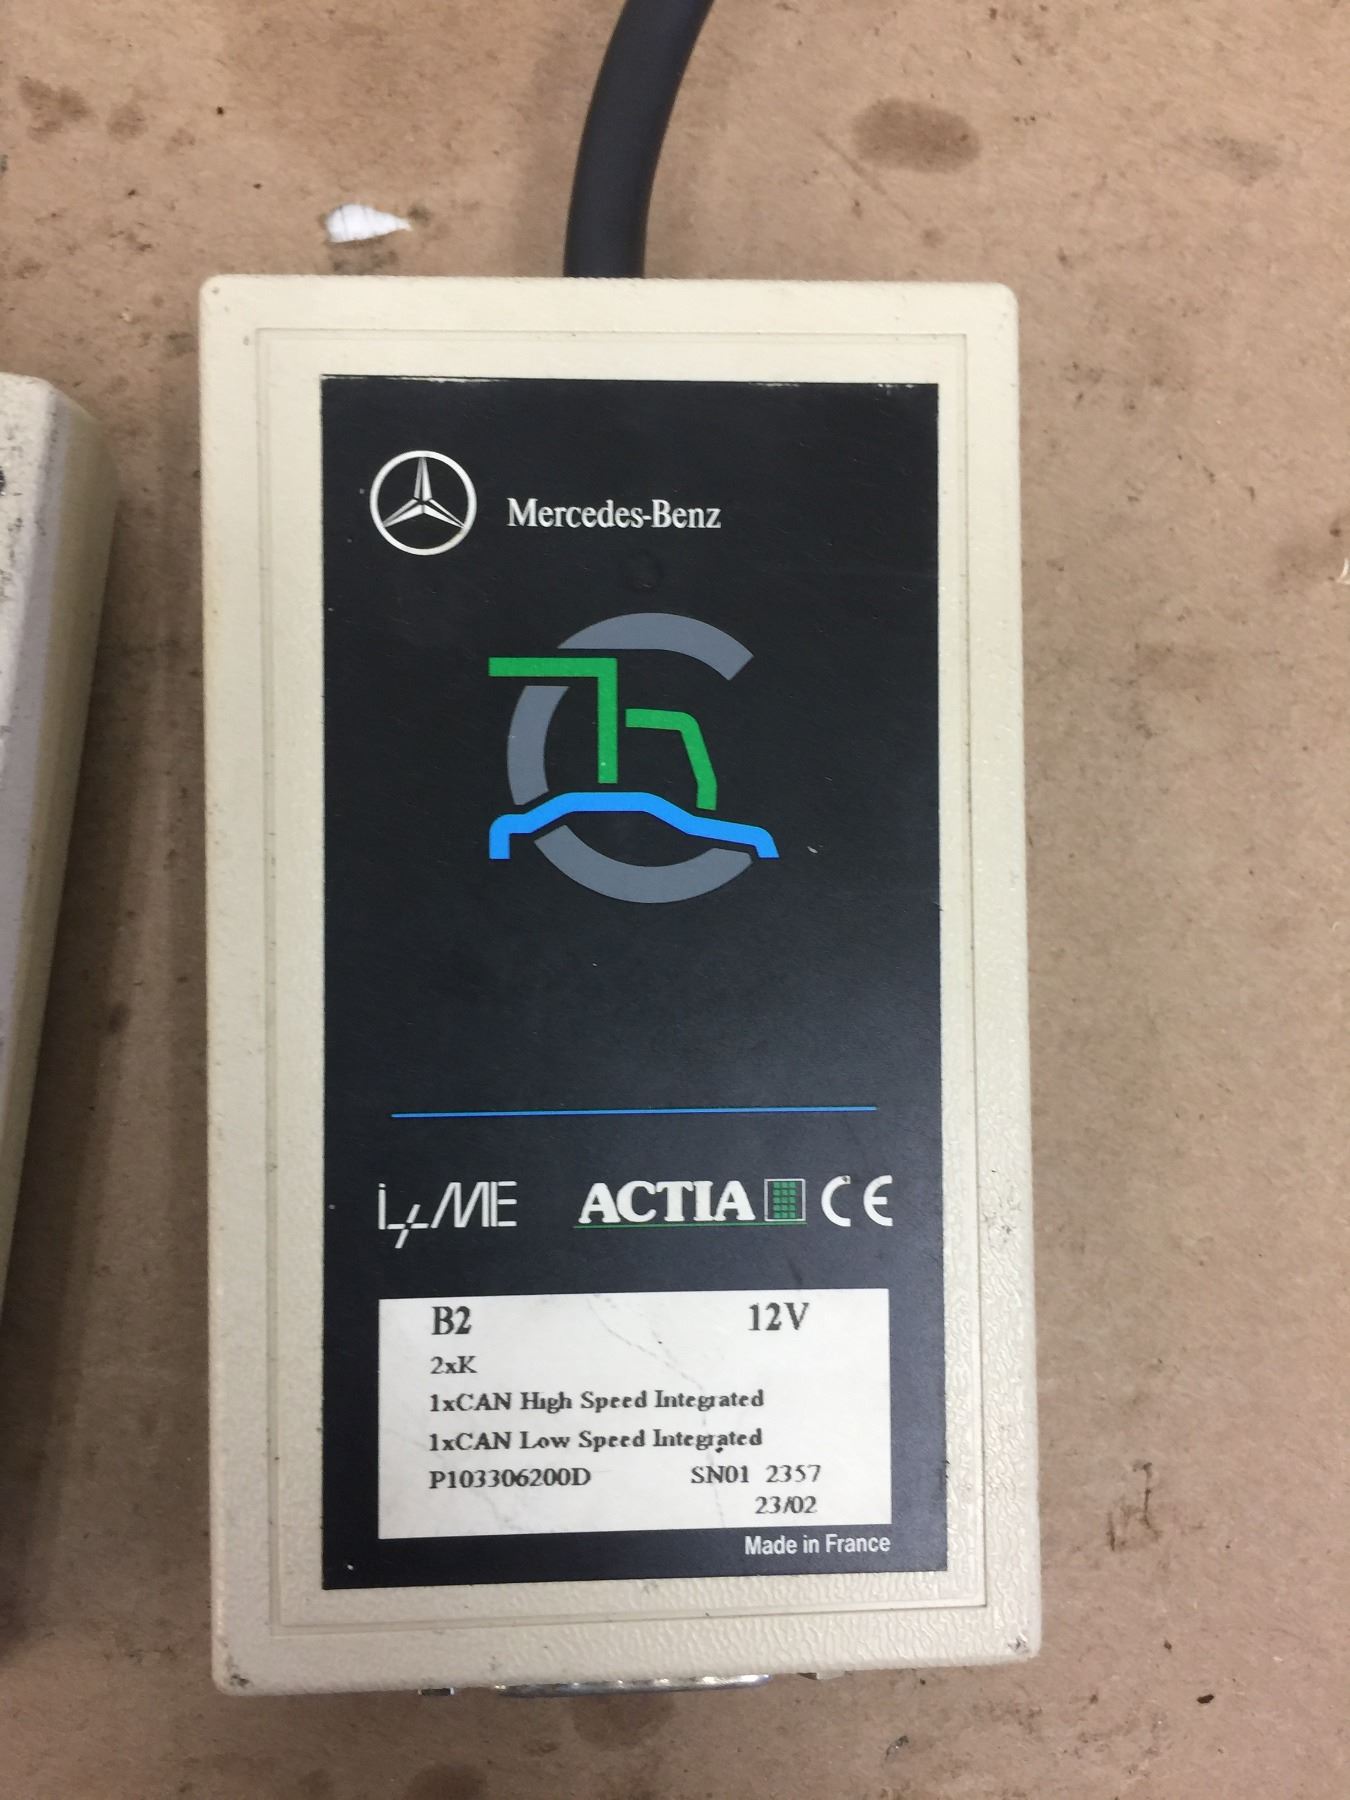 Mercedes-Benz
i+ME ACTIA CE
B2 12V
2xK
1xCAN High Speed Integrated
1xCAN Low Speed Integrated
P103306200D SN01 2357
23/02
Made in France